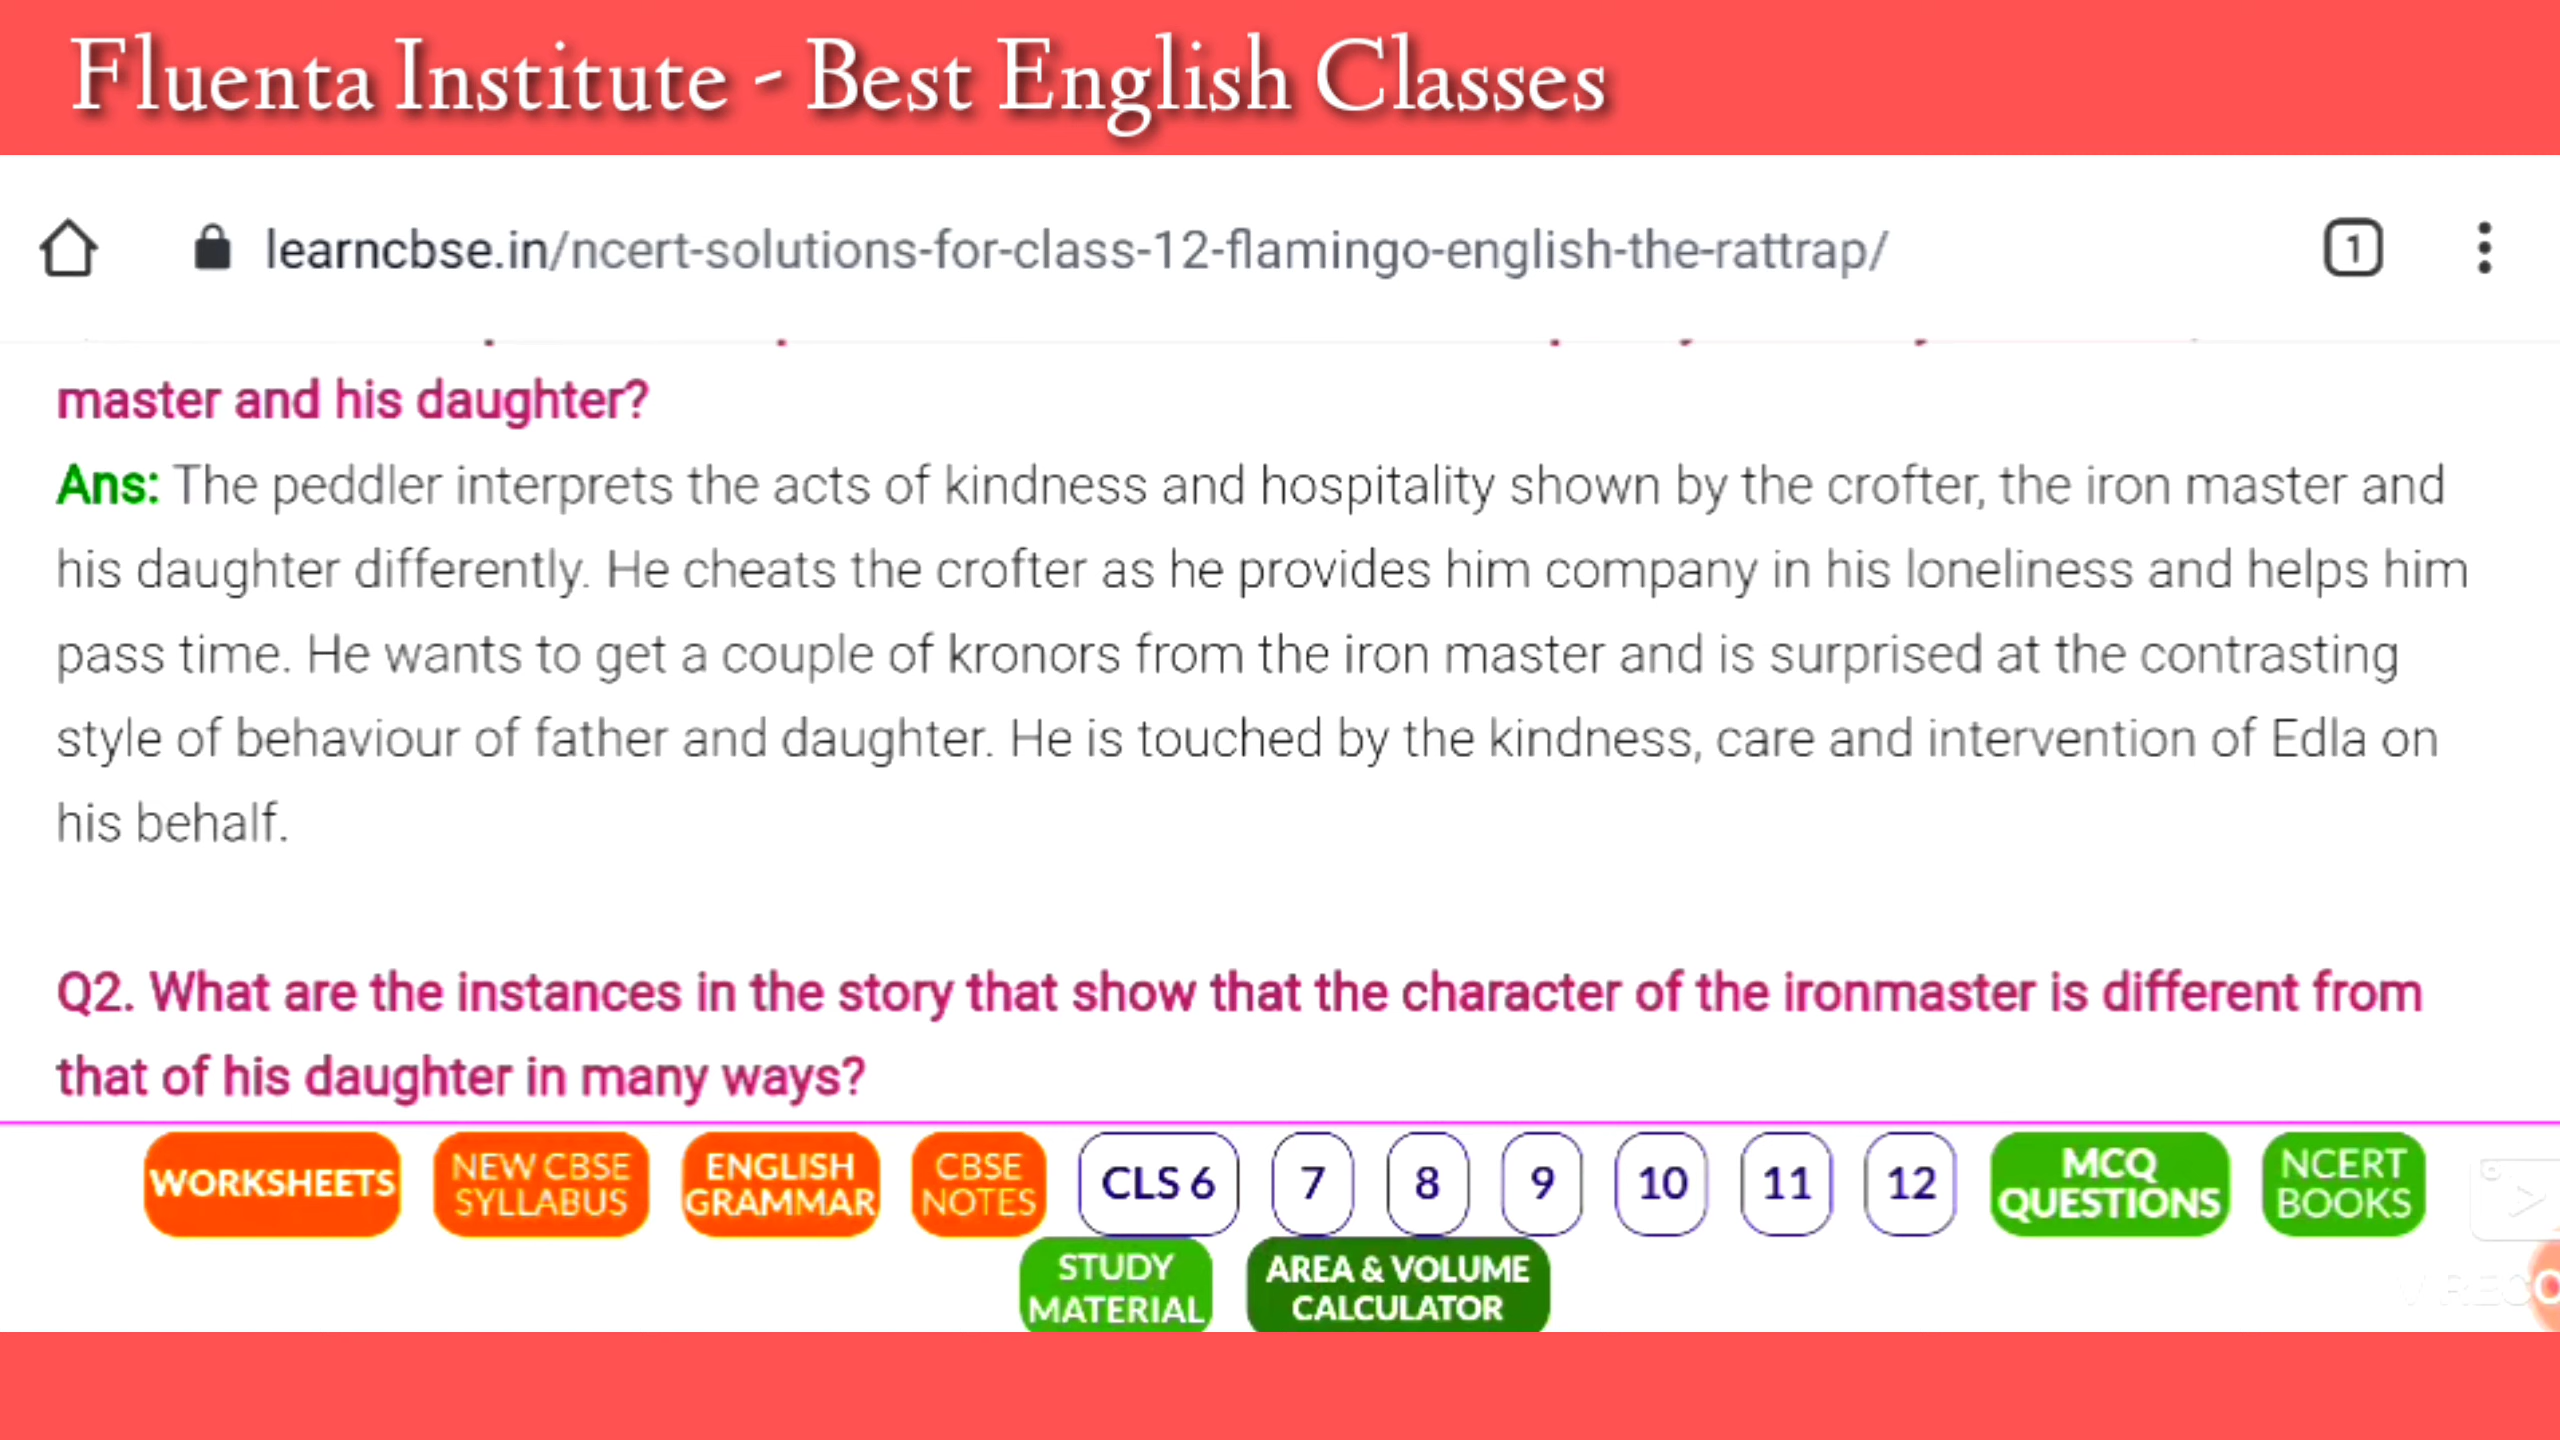 Fluenta Institute - Best English Classes
learncbse.in/ncert-solutions-for-class-12-flamingo-english-the-rattrap/
1
master and his daughter?
Ans: The peddler interprets the acts of kindness and hospitality shown by the crofter, the iron master and
his daughter differently. He cheats the crofter as he provides him company in his loneliness and helps him
pass time. He wants to get a couple of kronors from the iron master and is surprised at the contrasting
style of behaviour of father and daughter. He is touched by the kindness, care and intervention of Edla on
his behalf.
Q2. What are the instances in the story that show that the character of the ironmaster is different from
that of his daughter in many ways?
WORKSHEETS
NEW CBSE
SYLLABUS
ENGLISH
GRAMMAR
CBSE
NOTES
CLS 6
7
8
9
10
11
12
MCQ
QUESTIONS
NCERT
BOOKS
STUDY
MATERIAL
AREA & VOLUME
CALCULATOR